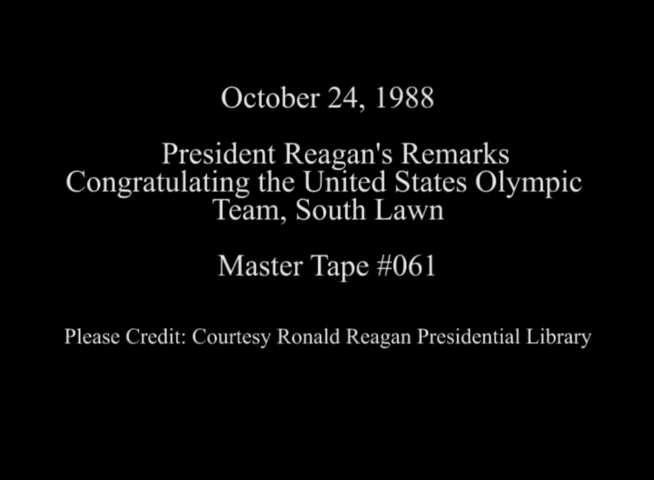 October 24, 1988
President Reagan's Remarks
Congratulating the United States Olympic
Team, South Lawn
Master Tape #061
Please Credit: Courtesy Ronald Reagan Presidential Library